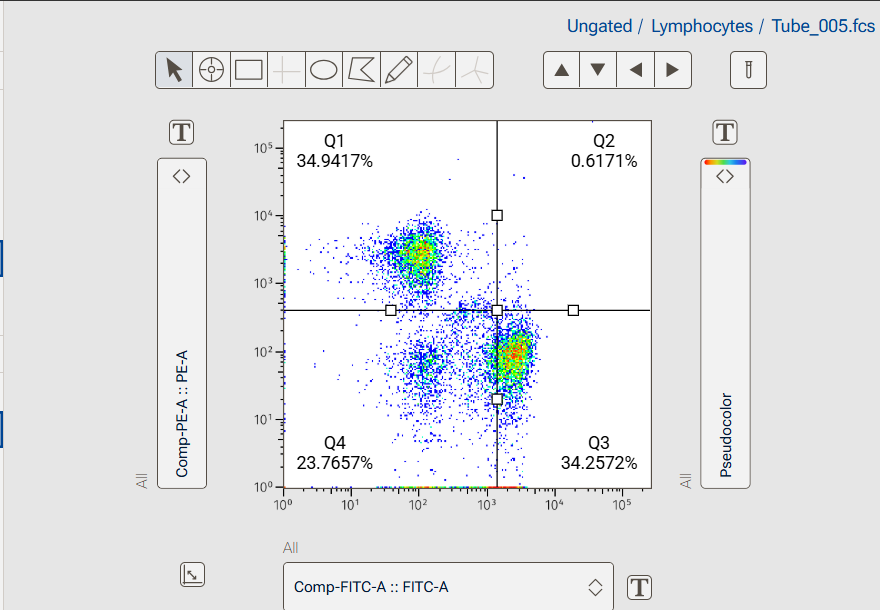 Ungated / Lymphocytes / Tube_005.fcs
T
T
Q1
34.9417%
Q2
0.6171%
10⁵
10⁴
10³
10²
10¹
10⁰
Q4
23.7657%
Q3
34.2572%
10⁰ 10¹ 10² 10³ 10⁴ 10⁵
All
Comp-PE-A :: PE-A
All
Pseudocolor
All
Comp-FITC-A :: FITC-A
T